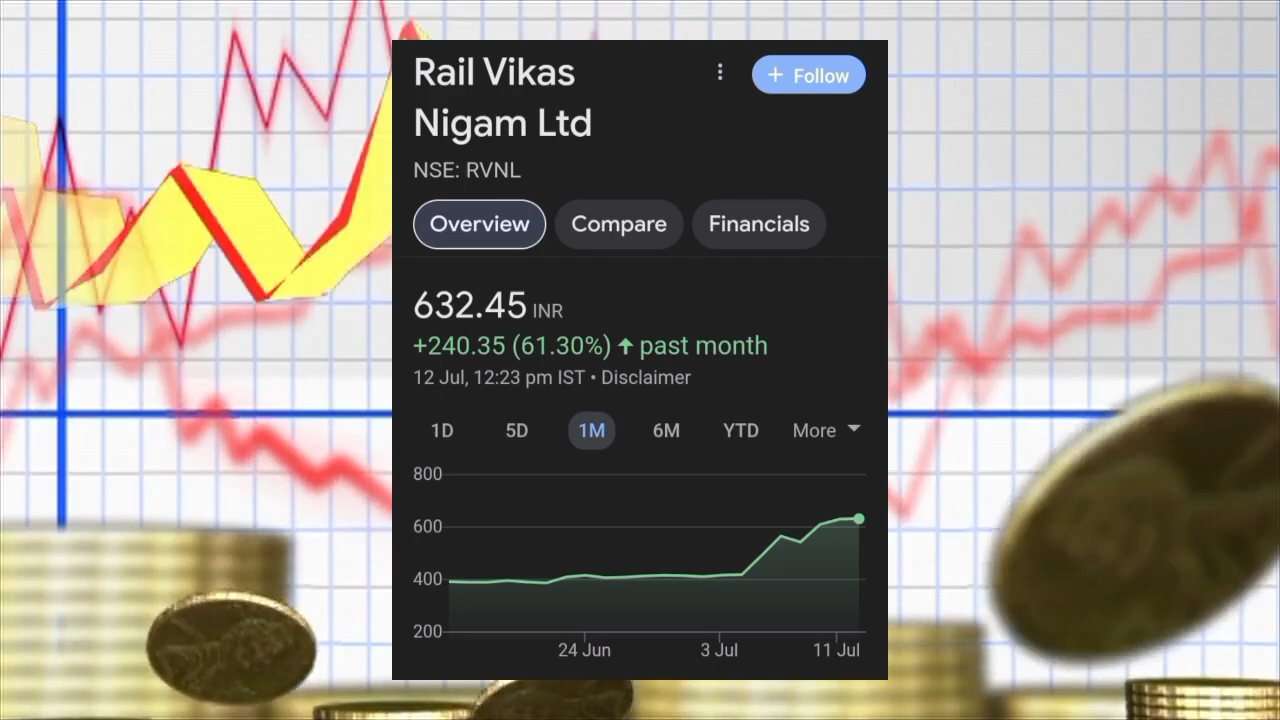 Rail Vikas
Nigam Ltd
+ Follow
NSE: RVNL
Overview Compare Financials
632.45 INR
+240.35 (61.30%) ↑ past month
12 Jul, 12:23 pm IST • Disclaimer
1D 5D 1M 6M YTD More
800
600
400
200
24 Jun 3 Jul 11 Jul